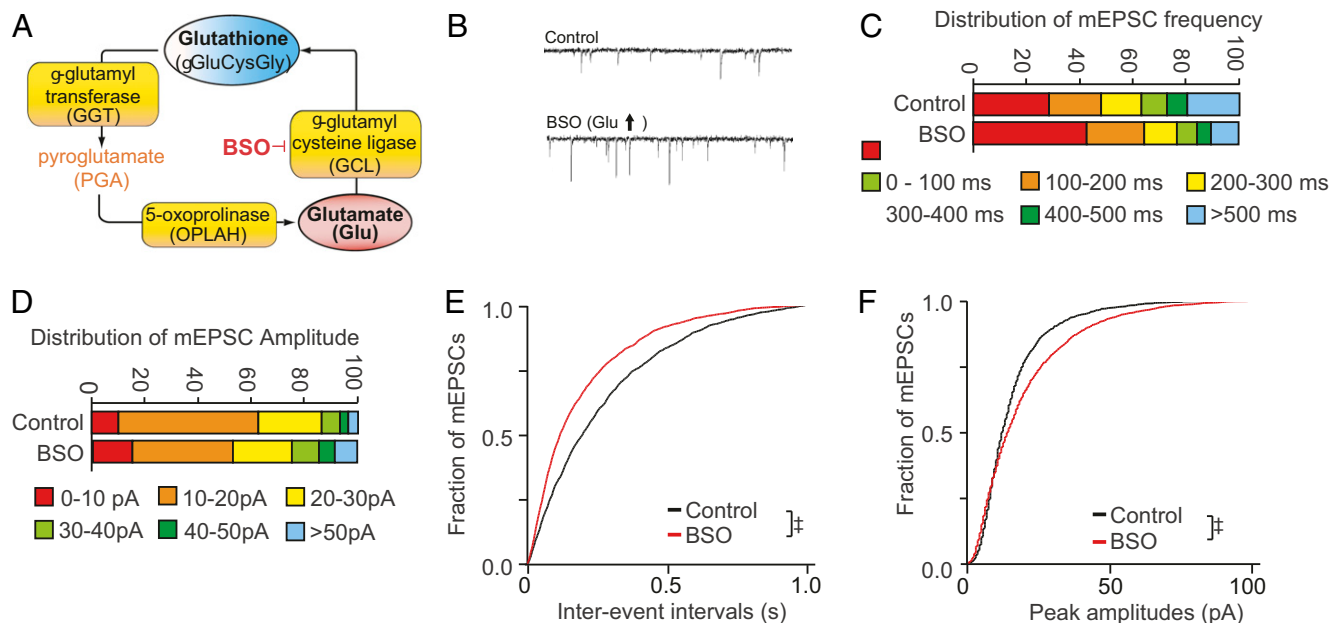 A
Glutathione
(gGluCysGly)
g-glutamyl
transferase
(GGT)
pyroglutamate
(PGA)
5-oxoprolinase
(OPLAH)
BSO
g-glutamyl
cysteine ligase
(GCL)
Glutamate
(Glu)
B
Control
BSO (Glu ↑ )
C
Distribution of mEPSC frequency
0 20 40 60 80 100
Control
BSO
0 - 100 ms 100-200 ms 200-300 ms
300-400 ms 400-500 ms >500 ms
D
Distribution of mEPSC Amplitude
0 20 40 60 80 100
Control
BSO
0-10 pA 10-20pA 20-30pA
30-40pA 40-50pA >50pA
E
Fraction of mEPSCs
1.0
0.5
0.0
Control
BSO
‡
0 0.5 1.0
Inter-event intervals (s)
F
Fraction of mEPSCs
1.0
0.5
0.0
Control
BSO
‡
0 50 100
Peak amplitudes (pA)